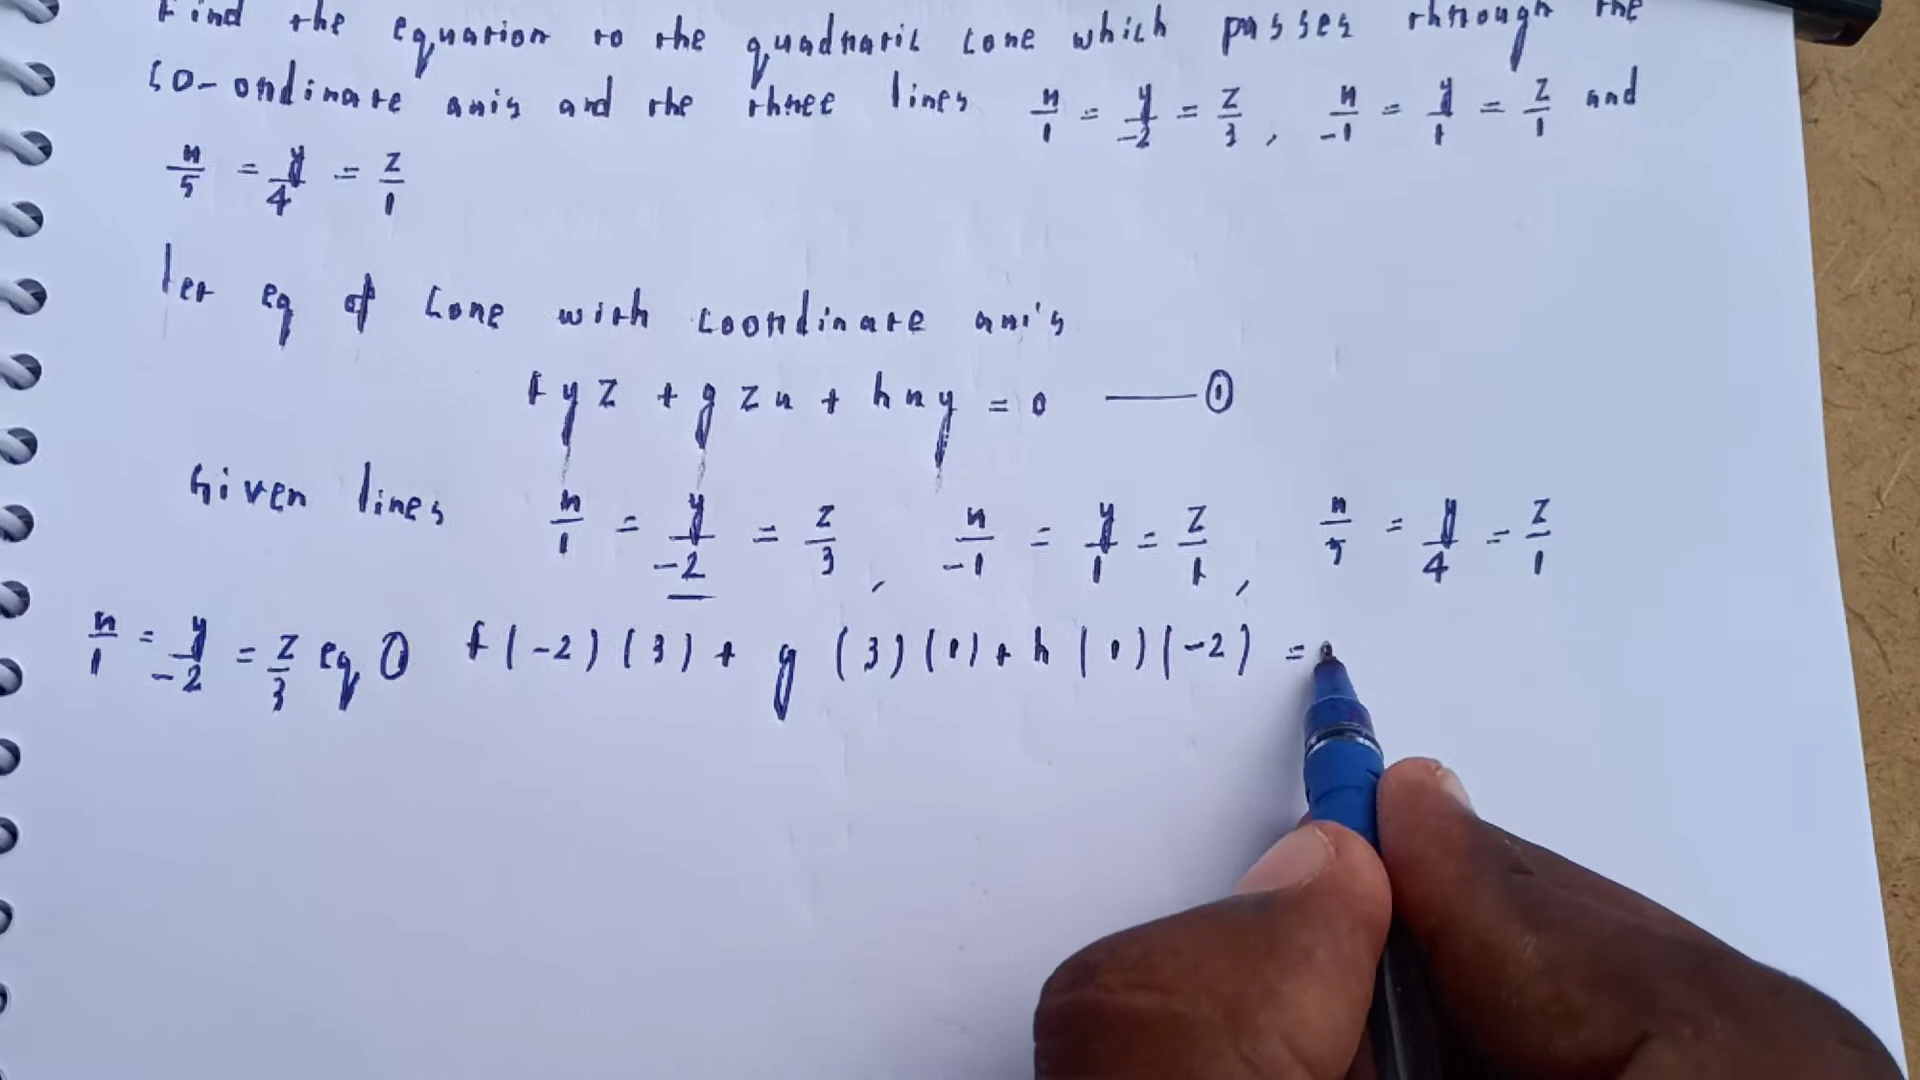 Find the equation to the quadratic cone which passes through the
co-ordinate axis and the three lines x/1 = y/-2 = z/3 , x/-1 = y/1 = z/1 and
x/5 = y/4 = z/1
let eq of cone with coordinate axis
fyz + gzx + hxy = 0 —— ①
Given lines x/1 = y/-2 = z/3 , x/-1 = y/1 = z/1 , x/5 = y/4 = z/1
x/1 = y/-2 = z/3 eq ① f(-2)(3) + g(3)(1) + h(1)(-2) =